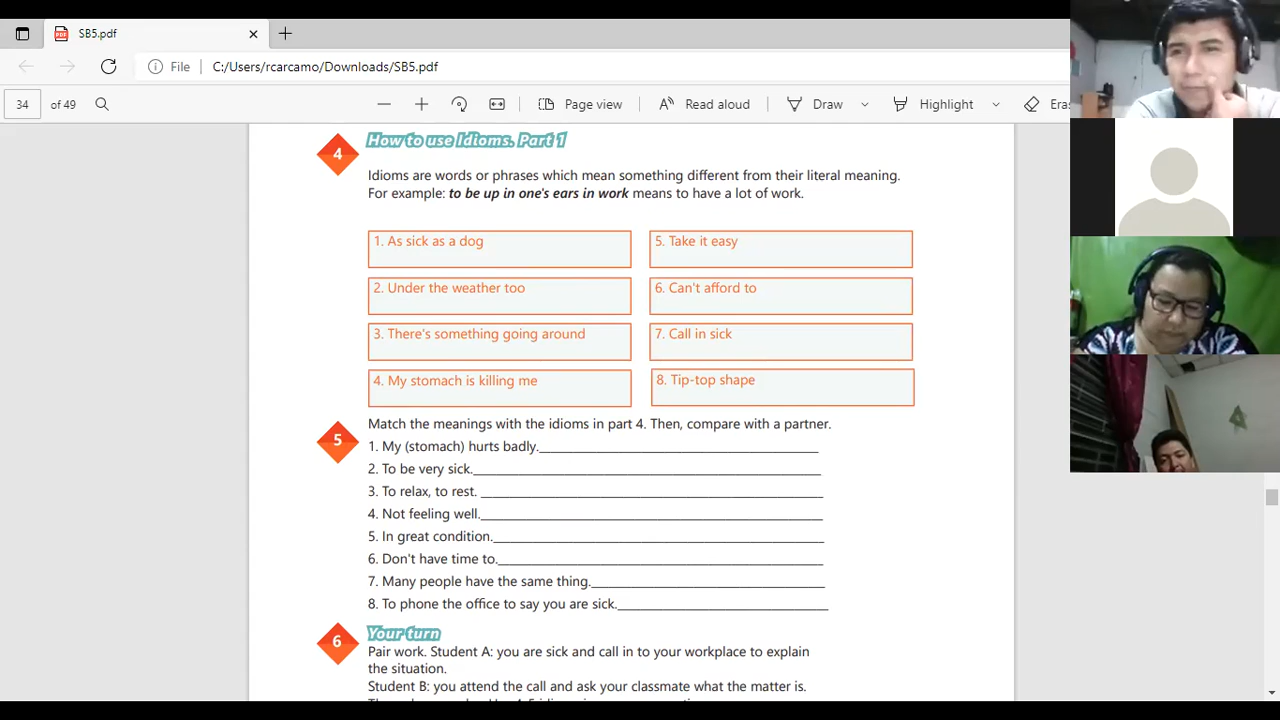 SB5.pdf
File C:/Users/rcarcamo/Downloads/SB5.pdf
34 of 49 Page view Read aloud Draw Highlight Eras
4 How to use Idioms. Part 1
Idioms are words or phrases which mean something different from their literal meaning.
For example: to be up in one's ears in work means to have a lot of work.
1. As sick as a dog
5. Take it easy
2. Under the weather too
6. Can't afford to
3. There's something going around
7. Call in sick
4. My stomach is killing me
8. Tip-top shape
5 Match the meanings with the idioms in part 4. Then, compare with a partner.
1. My (stomach) hurts badly.
2. To be very sick.
3. To relax, to rest.
4. Not feeling well.
5. In great condition.
6. Don't have time to.
7. Many people have the same thing.
8. To phone the office to say you are sick.
6 Your turn
Pair work. Student A: you are sick and call in to your workplace to explain
the situation.
Student B: you attend the call and ask your classmate what the matter is.